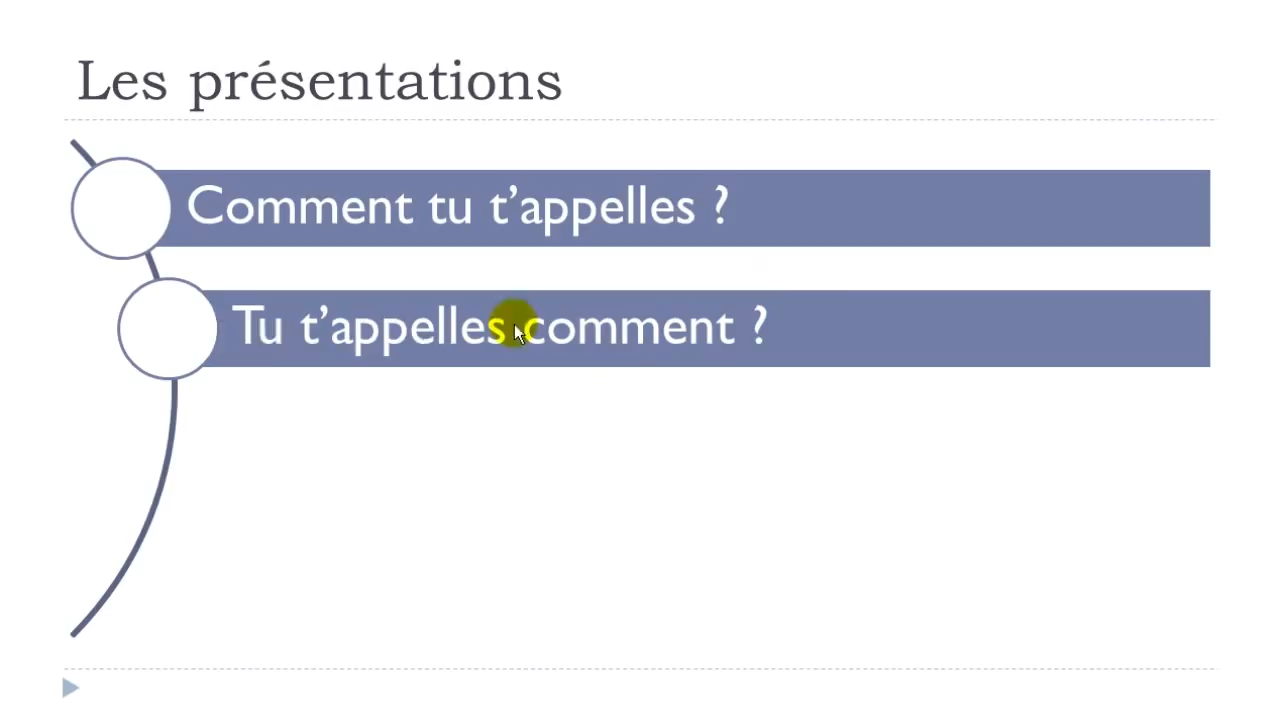 Les présentations
Comment tu t’appelles ?
Tu t’appelles comment ?